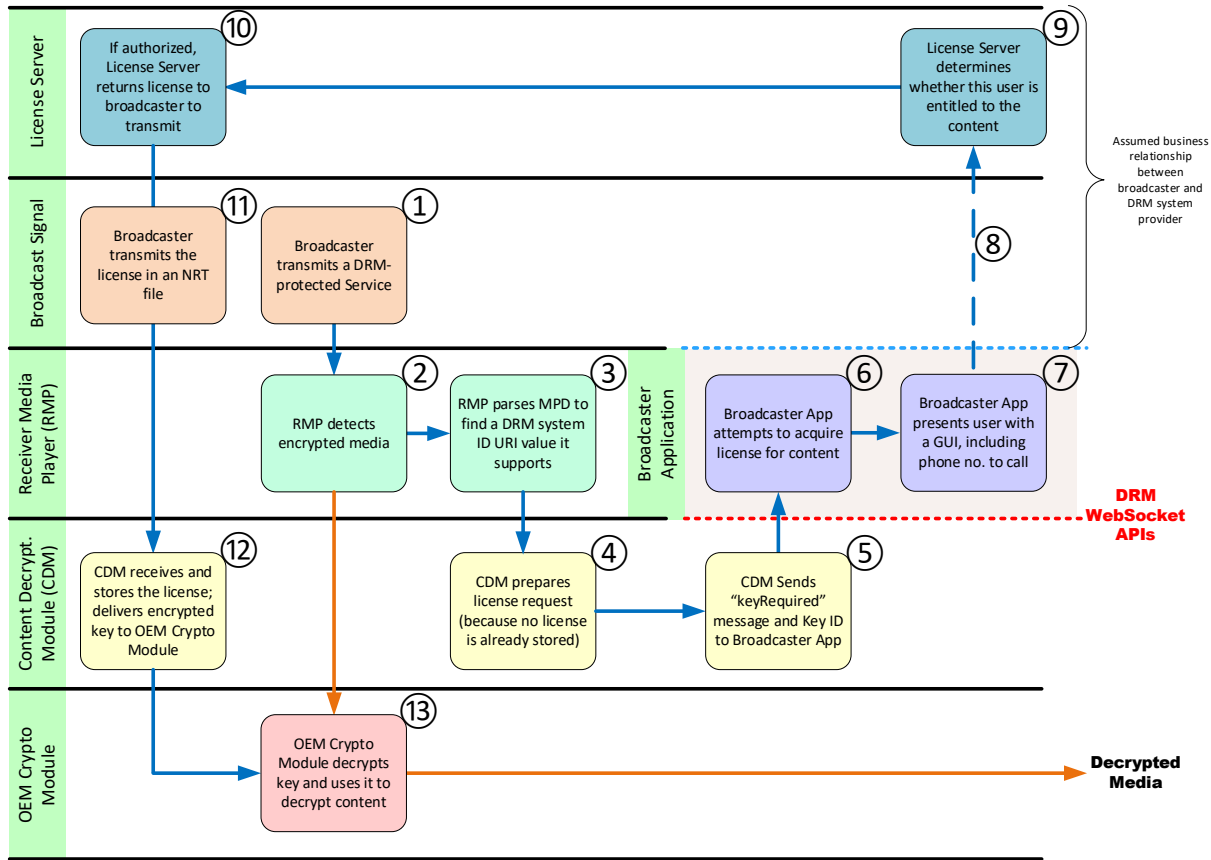 License Server
⑩
If authorized,
License Server
returns license to
broadcaster to
transmit
⑨
License Server
determines
whether this user is
entitled to the
content
Assumed business
relationship
between
broadcaster and
DRM system
provider
Broadcast Signal
⑪
Broadcaster
transmits the
license in an NRT
file
①
Broadcaster
transmits a DRM-
protected Service
⑧
Receiver Media
Player (RMP)
②
RMP detects
encrypted media
③
RMP parses MPD to
find a DRM system
ID URI value it
supports
Broadcaster
Application
⑥
Broadcaster App
attempts to acquire
license for content
⑦
Broadcaster App
presents user with
a GUI, including
phone no. to call
DRM
WebSocket
APIs
Content Decrypt.
Module (CDM)
⑫
CDM receives and
stores the license;
delivers encrypted
key to OEM Crypto
Module
④
CDM prepares
license request
(because no license
is already stored)
⑤
CDM Sends
“keyRequired”
message and Key ID
to Broadcaster App
OEM Crypto
Module
⑬
OEM Crypto
Module decrypts
key and uses it to
decrypt content
Decrypted
Media